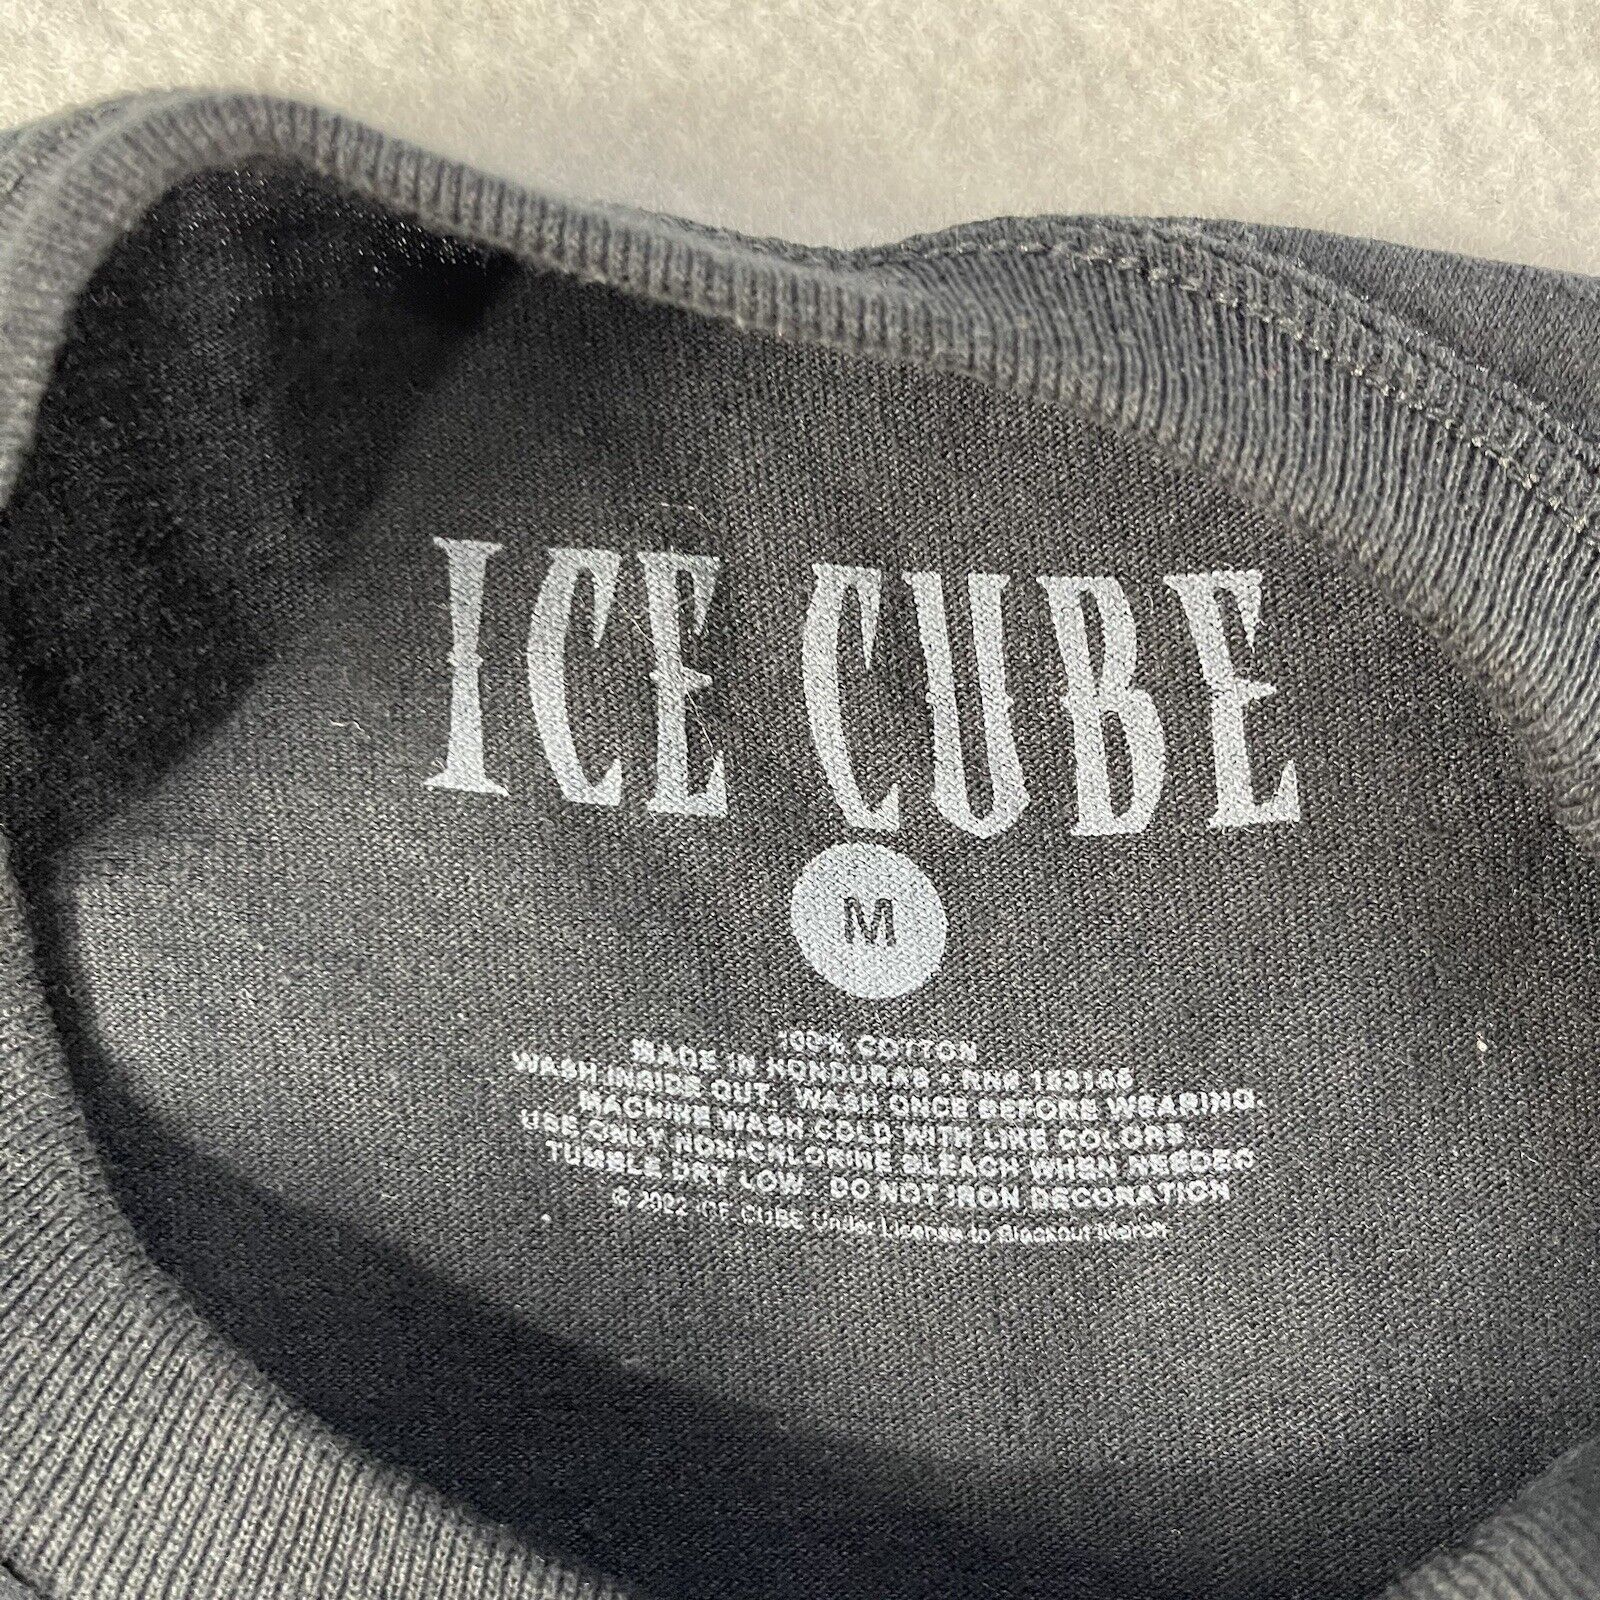 ICE CUBE
M
100% COTTON
MADE IN HONDURAS • RN#
WASH INSIDE OUT. WASH ONCE BEFORE WEARING.
MACHINE WASH COLD WITH LIKE COLORS.
USE ONLY NON-CHLORINE BLEACH WHEN NEEDED
TUMBLE DRY LOW. DO NOT IRON DECORATION
© 2022 ICE CUBE Under License to Blackout Merch